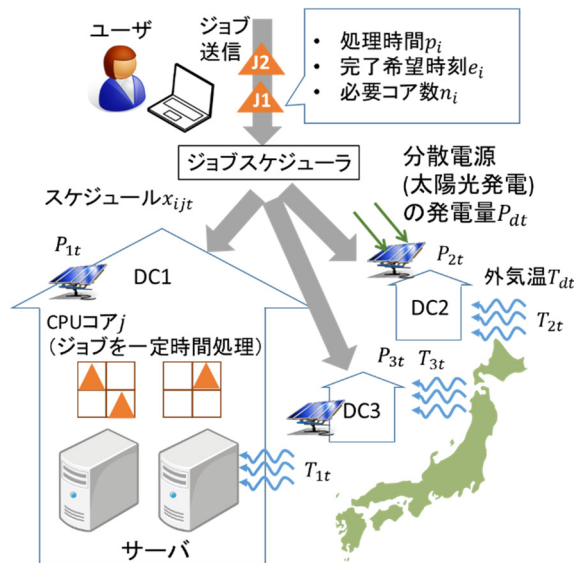 ユーザ
ジョブ
送信
J2
J1
• 処理時間pᵢ
• 完了希望時刻eᵢ
• 必要コア数nᵢ
ジョブスケジューラ
分散電源
(太陽光発電)
の発電量P_dt
スケジュールx_ijt
P_1t
DC1
P_2t
DC2
外気温T_dt
T_2t
CPUコアj
(ジョブを一定時間処理)
P_3t
T_3t
DC3
T_1t
サーバ